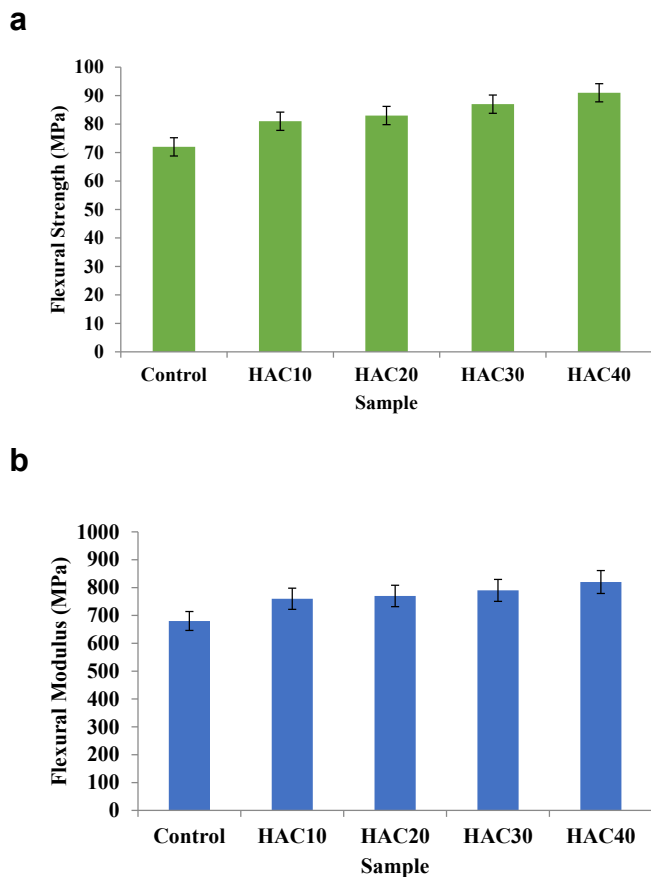 a
Flexural Strength (MPa)
100
90
80
70
60
50
40
30
20
10
0
Control HAC10 HAC20 HAC30 HAC40
Sample
b
Flexural Modulus (MPa)
1000
900
800
700
600
500
400
300
200
100
0
Control HAC10 HAC20 HAC30 HAC40
Sample